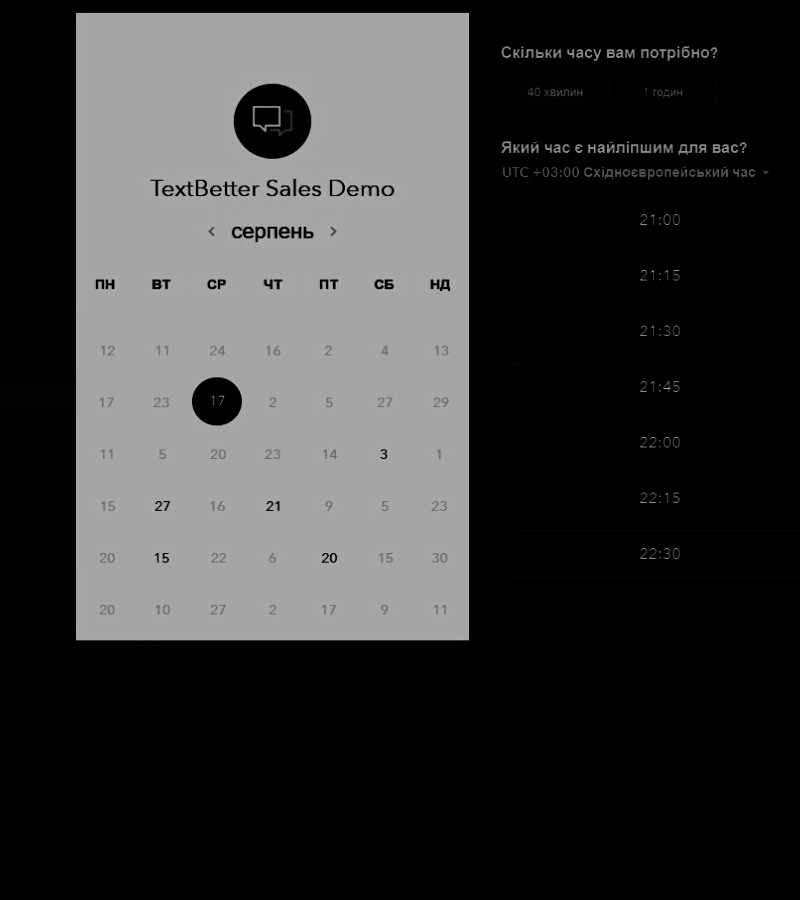 TextBetter Sales Demo
< серпень >
ПН ВТ СР ЧТ ПТ СБ НД
12 11 24 16 2 4 13
17 23 17 2 5 27 29
11 5 20 23 14 3 1
15 27 16 21 9 5 23
20 15 22 6 20 15 30
20 10 27 2 17 9 11
Скільки часу вам потрібно?
40 хвилин 1 годин
Який час є найліпшим для вас?
UTC +03:00 Східноєвропейський час
21:00
21:15
21:30
21:45
22:00
22:15
22:30